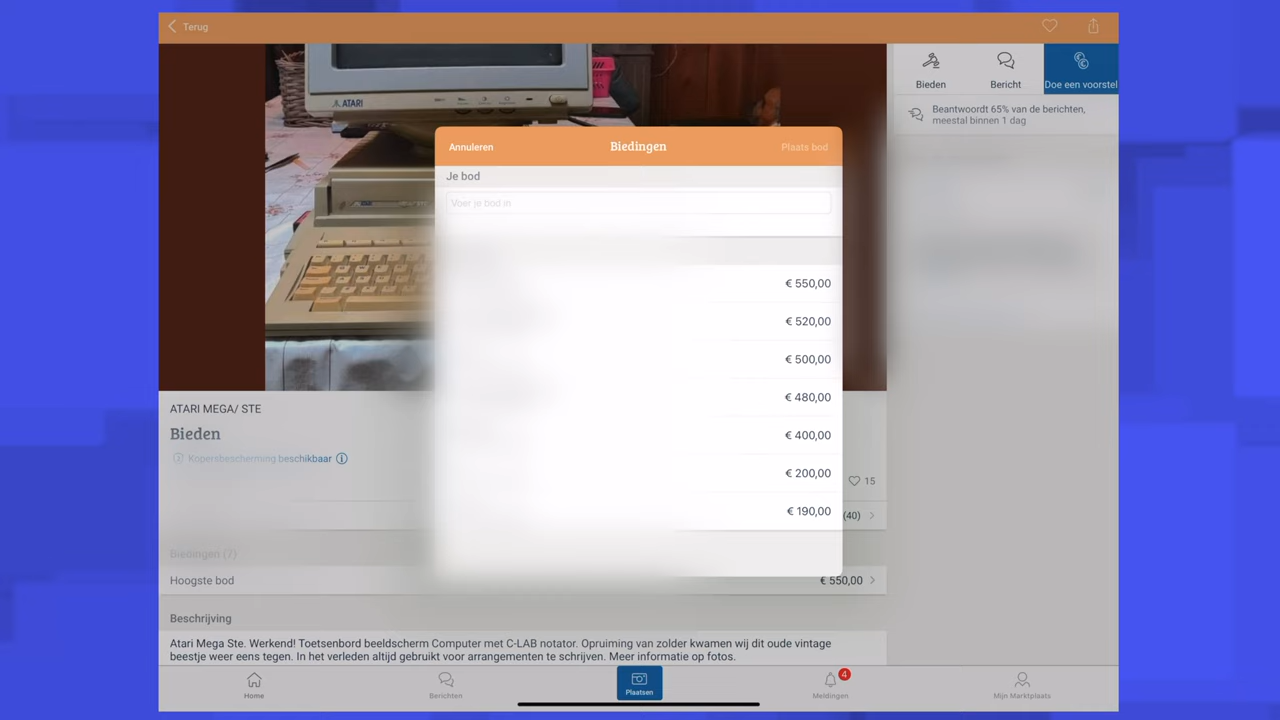 Terug
ATARI
Bieden
Bericht
Doe een voorstel
Beantwoordt 65% van de berichten,
meestal binnen 1 dag
Annuleren
Biedingen
Plaats bod
Je bod
Voer je bod in
€ 550,00
€ 520,00
€ 500,00
€ 480,00
€ 400,00
€ 200,00
€ 190,00
ATARI MEGA/ STE
Bieden
Kopersbescherming beschikbaar
15
(40)
Biedingen (7)
Hoogste bod
€ 550,00
Beschrijving
Atari Mega Ste. Werkend! Toetsenbord beeldscherm Computer met C-LAB notator. Opruiming van zolder kwamen wij dit oude vintage
beestje weer eens tegen. In het verleden altijd gebruikt voor arrangementen te schrijven. Meer informatie op fotos.
Home
Berichten
Plaatsen
4
Meldingen
Mijn Marktplaats